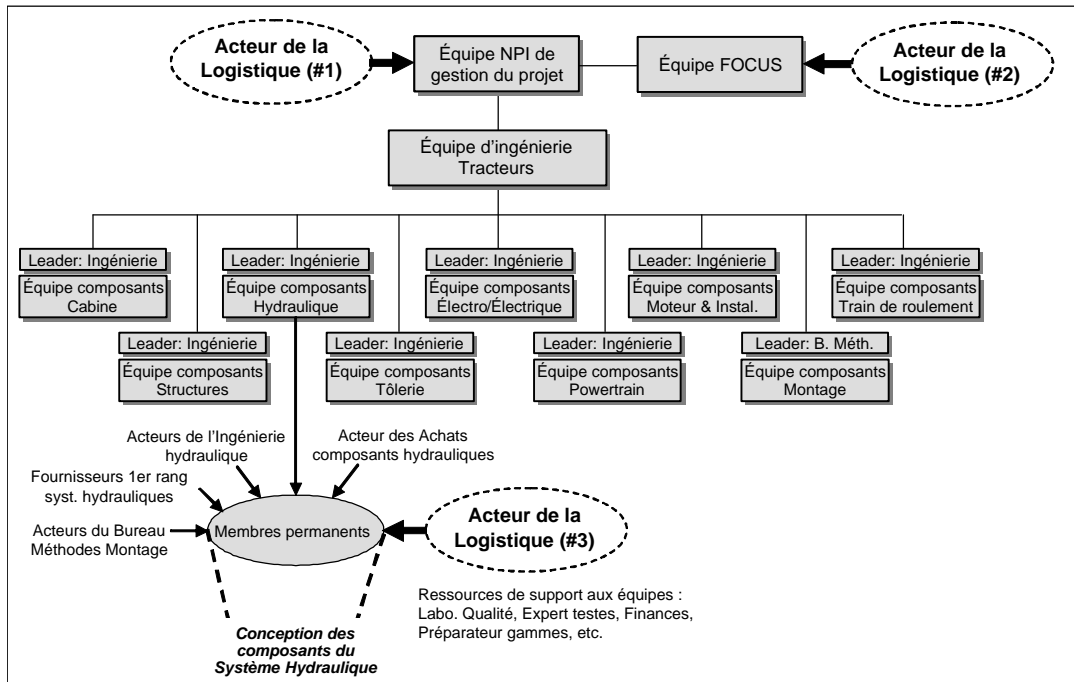 Acteur de la
Logistique (#1)
Équipe NPI de
gestion du projet
Équipe FOCUS
Acteur de la
Logistique (#2)
Équipe d'ingénierie
Tracteurs
Leader: Ingénierie
Équipe composants
Cabine
Leader: Ingénierie
Équipe composants
Hydraulique
Leader: Ingénierie
Équipe composants
Électro/Électrique
Leader: Ingénierie
Équipe composants
Moteur & Instal.
Leader: Ingénierie
Équipe composants
Train de roulement
Leader: Ingénierie
Équipe composants
Structures
Leader: Ingénierie
Équipe composants
Tôlerie
Leader: Ingénierie
Équipe composants
Powertrain
Leader: B. Méth.
Équipe composants
Montage
Acteurs de l'Ingénierie
hydraulique
Acteur des Achats
composants hydrauliques
Fournisseurs 1er rang
syst. hydrauliques
Acteurs du Bureau
Méthodes Montage
Membres permanents
Acteur de la
Logistique (#3)
Ressources de support aux équipes :
Labo. Qualité, Expert testes, Finances,
Préparateur gammes, etc.
Conception des
composants du
Système Hydraulique